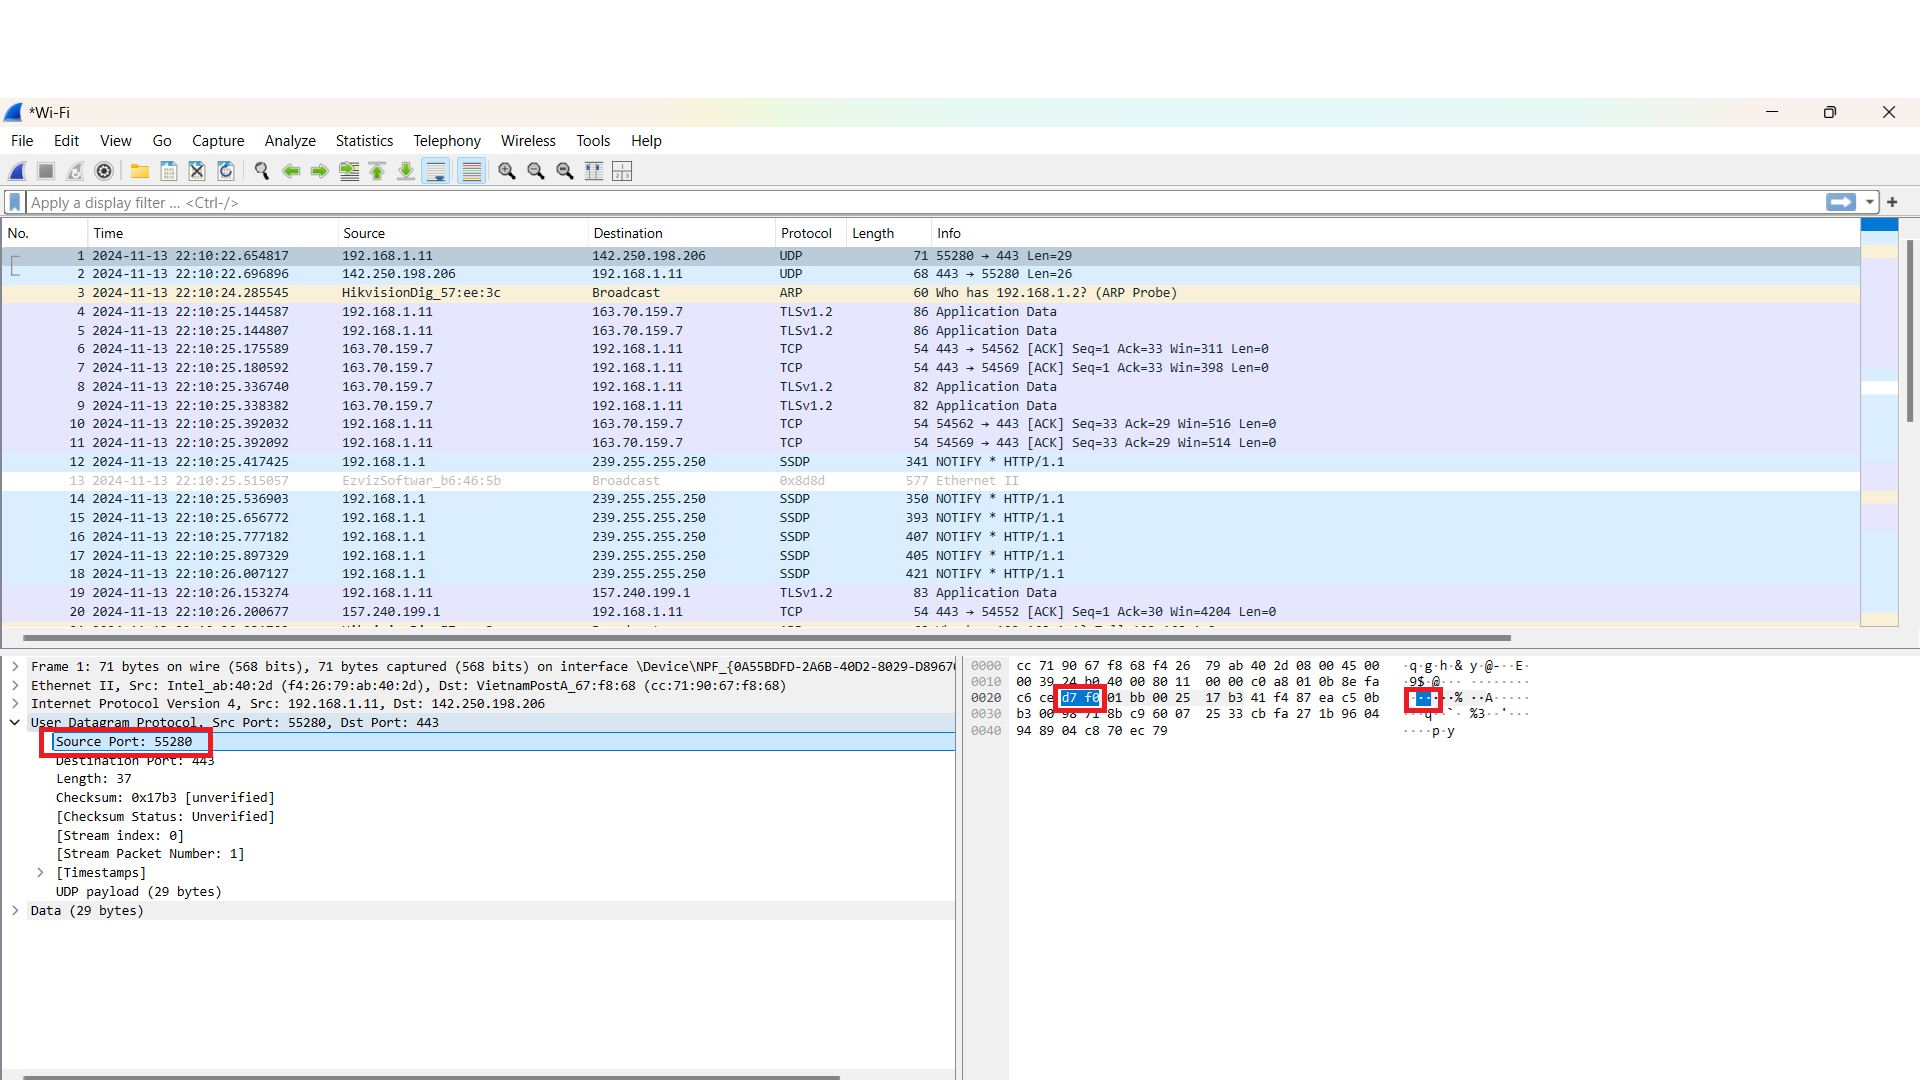 *Wi-Fi
File Edit View Go Capture Analyze Statistics Telephony Wireless Tools Help
Apply a display filter ... <Ctrl-/>
No. Time Source Destination Protocol Length Info
1 2024-11-13 22:10:22.654817 192.168.1.11 142.250.198.206 UDP 71 55280 → 443 Len=29
2 2024-11-13 22:10:22.696896 142.250.198.206 192.168.1.11 UDP 68 443 → 55280 Len=26
3 2024-11-13 22:10:24.285545 HikvisionDig_57:ee:3c Broadcast ARP 60 Who has 192.168.1.2? (ARP Probe)
4 2024-11-13 22:10:25.144587 192.168.1.11 163.70.159.7 TLSv1.2 86 Application Data
5 2024-11-13 22:10:25.144807 192.168.1.11 163.70.159.7 TLSv1.2 86 Application Data
6 2024-11-13 22:10:25.175589 163.70.159.7 192.168.1.11 TCP 54 443 → 54562 [ACK] Seq=1 Ack=33 Win=311 Len=0
7 2024-11-13 22:10:25.180592 163.70.159.7 192.168.1.11 TCP 54 443 → 54569 [ACK] Seq=1 Ack=33 Win=398 Len=0
8 2024-11-13 22:10:25.336740 163.70.159.7 192.168.1.11 TLSv1.2 82 Application Data
9 2024-11-13 22:10:25.338382 163.70.159.7 192.168.1.11 TLSv1.2 82 Application Data
10 2024-11-13 22:10:25.392032 192.168.1.11 163.70.159.7 TCP 54 54562 → 443 [ACK] Seq=33 Ack=29 Win=516 Len=0
11 2024-11-13 22:10:25.392092 192.168.1.11 163.70.159.7 TCP 54 54569 → 443 [ACK] Seq=33 Ack=29 Win=514 Len=0
12 2024-11-13 22:10:25.417425 192.168.1.1 239.255.255.250 SSDP 341 NOTIFY * HTTP/1.1
13 2024-11-13 22:10:25.515057 EzvizSoftwar_b6:46:5b Broadcast 0x8d8d 577 Ethernet II
14 2024-11-13 22:10:25.536903 192.168.1.1 239.255.255.250 SSDP 350 NOTIFY * HTTP/1.1
15 2024-11-13 22:10:25.656772 192.168.1.1 239.255.255.250 SSDP 393 NOTIFY * HTTP/1.1
16 2024-11-13 22:10:25.777182 192.168.1.1 239.255.255.250 SSDP 407 NOTIFY * HTTP/1.1
17 2024-11-13 22:10:25.897329 192.168.1.1 239.255.255.250 SSDP 405 NOTIFY * HTTP/1.1
18 2024-11-13 22:10:26.007127 192.168.1.1 239.255.255.250 SSDP 421 NOTIFY * HTTP/1.1
19 2024-11-13 22:10:26.153274 192.168.1.11 157.240.199.1 TLSv1.2 83 Application Data
20 2024-11-13 22:10:26.200677 157.240.199.1 192.168.1.11 TCP 54 443 → 54552 [ACK] Seq=1 Ack=30 Win=4204 Len=0
Frame 1: 71 bytes on wire (568 bits), 71 bytes captured (568 bits) on interface \Device\NPF_{0A55BDFD-2A6B-40D2-8029-D8967
Ethernet II, Src: Intel_ab:40:2d (f4:26:79:ab:40:2d), Dst: VietnamPostA_67:f8:68 (cc:71:90:67:f8:68)
Internet Protocol Version 4, Src: 192.168.1.11, Dst: 142.250.198.206
User Datagram Protocol, Src Port: 55280, Dst Port: 443
Source Port: 55280
Destination Port: 443
Length: 37
Checksum: 0x17b3 [unverified]
[Checksum Status: Unverified]
[Stream index: 0]
[Stream Packet Number: 1]
[Timestamps]
UDP payload (29 bytes)
Data (29 bytes)
0000 cc 71 90 67 f8 68 f4 26 79 ab 40 2d 08 00 45 00 ·q·g·h·& y·@-··E·
0010 00 39 24 b0 40 00 80 11 00 00 c0 a8 01 0b 8e fa ·9$·@··· ········
0020 c6 ce d7 f0 01 bb 00 25 17 b3 41 f4 87 ea c5 0b ·······% ··A·····
0030 b3 00 98 71 8b c9 60 07 25 33 cb fa 27 1b 96 04 ···q··`· %3··'···
0040 94 89 04 c8 70 ec 79 ····p·y